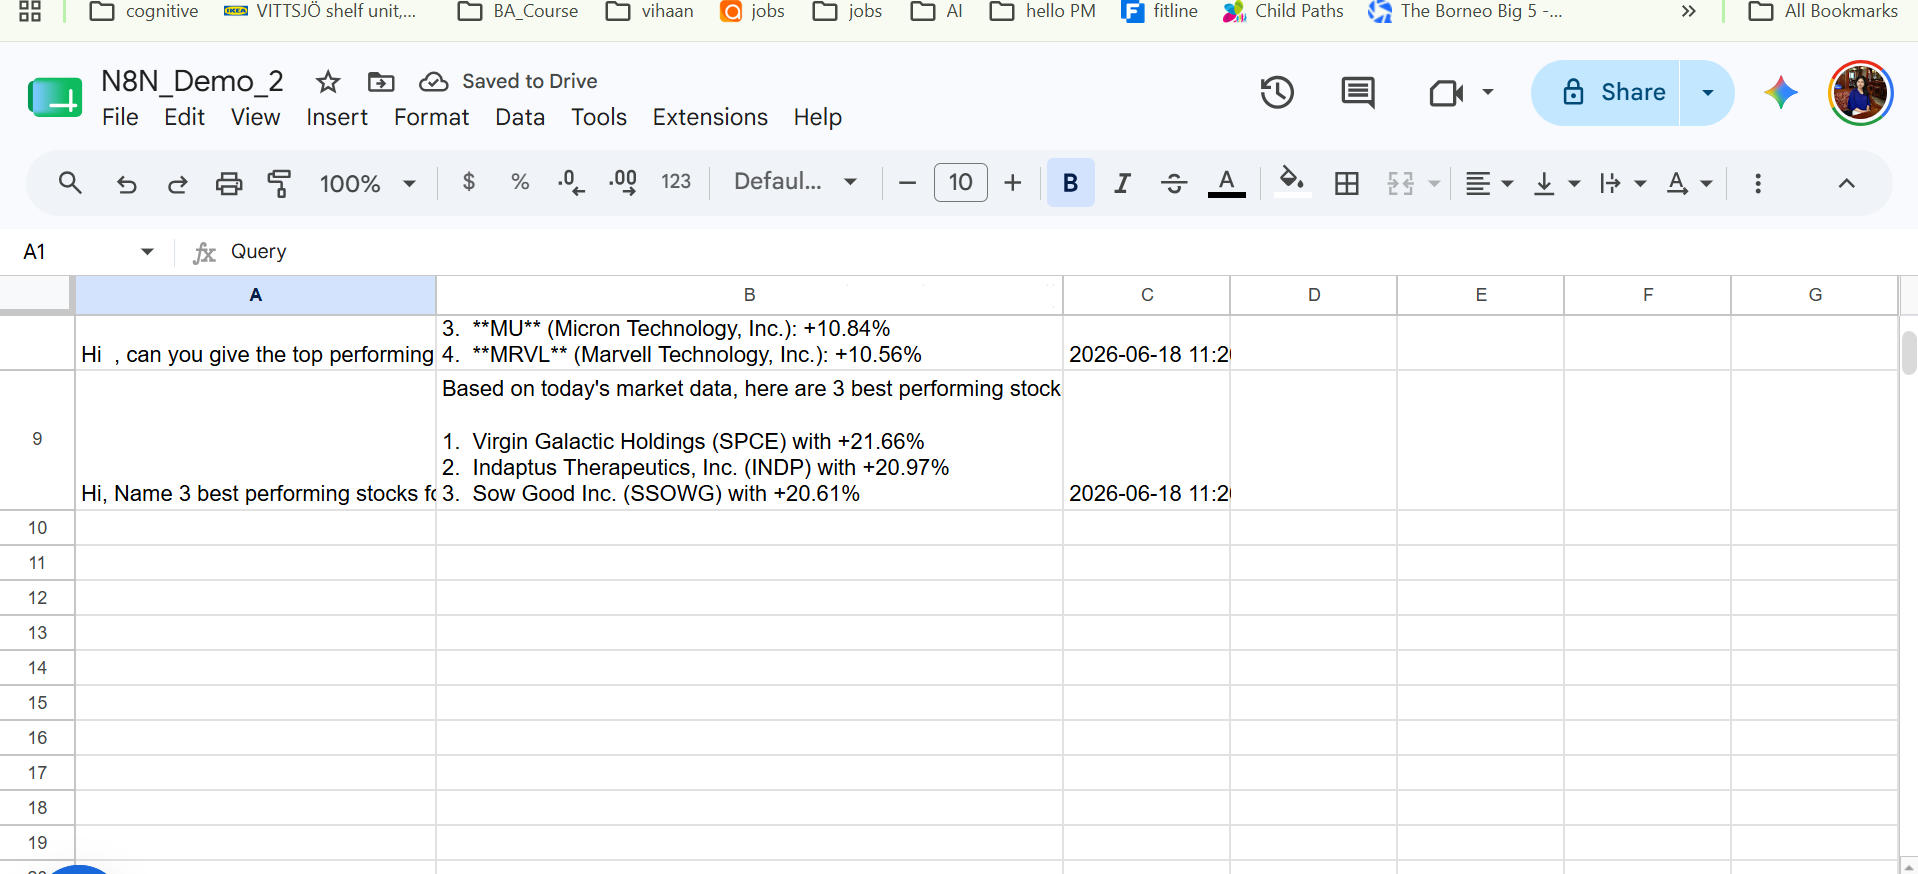 cognitive IKEA VITTSJÖ shelf unit,... BA_Course vihaan jobs jobs AI hello PM fitline Child Paths The Borneo Big 5 -... » All Bookmarks
N8N_Demo_2 Saved to Drive
File Edit View Insert Format Data Tools Extensions Help
Share
100% $ % .0 .00 123 Defaul... − 10 + B I S A A
A1 fx Query
A B C D E F G
3. **MU** (Micron Technology, Inc.): +10.84%
Hi , can you give the top performing 4. **MRVL** (Marvell Technology, Inc.): +10.56% 2026-06-18 11:2
Based on today's market data, here are 3 best performing stock
9
1. Virgin Galactic Holdings (SPCE) with +21.66%
2. Indaptus Therapeutics, Inc. (INDP) with +20.97%
Hi, Name 3 best performing stocks fo 3. Sow Good Inc. (SSOWG) with +20.61% 2026-06-18 11:2
10
11
12
13
14
15
16
17
18
19